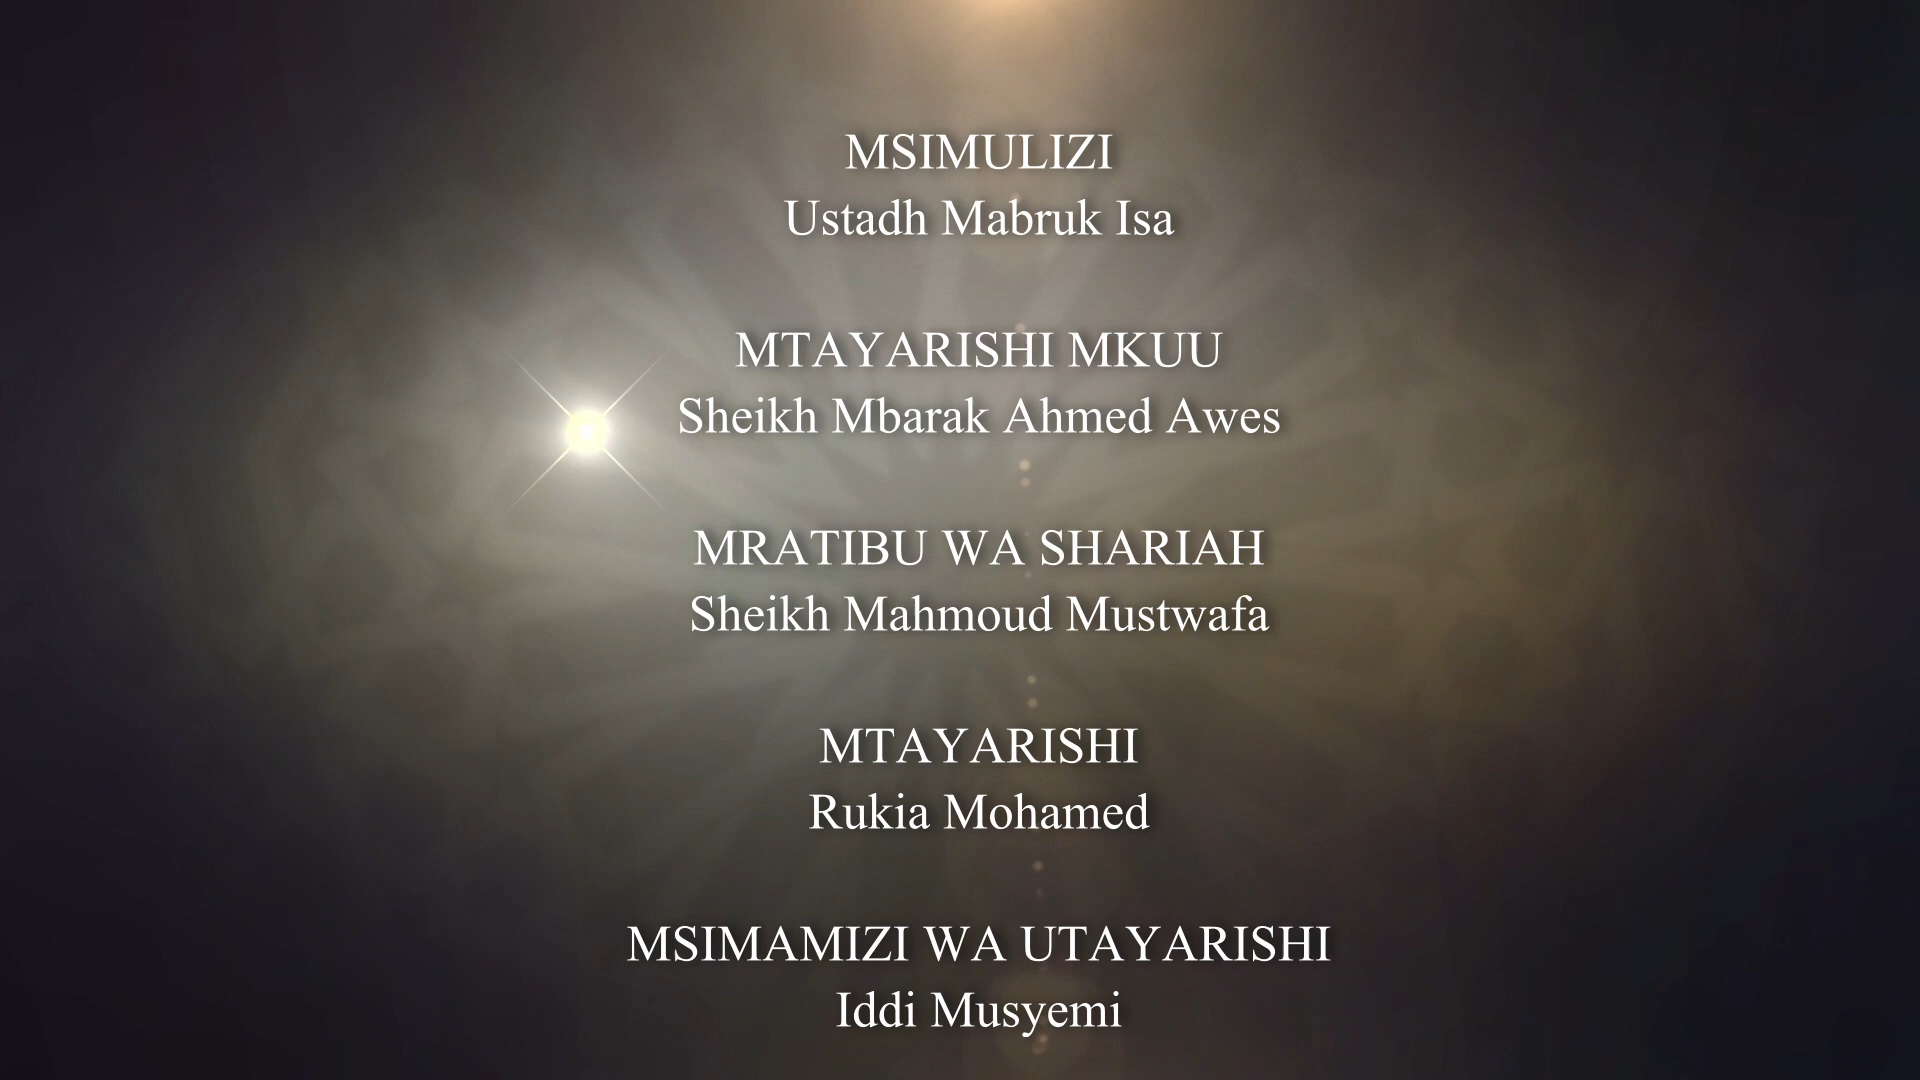 MSIMULIZI
Ustadh Mabruk Isa
MTAYARISHI MKUU
Sheikh Mbarak Ahmed Awes
MRATIBU WA SHARIAH
Sheikh Mahmoud Mustwafa
MTAYARISHI
Rukia Mohamed
MSIMAMIZI WA UTAYARISHI
Iddi Musyemi